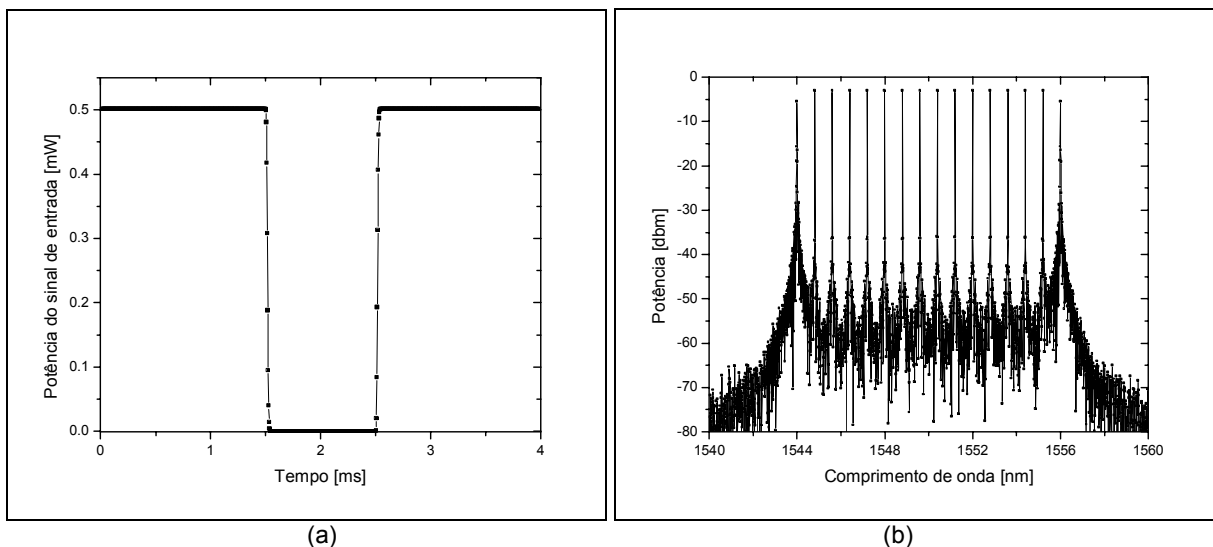 Potência do sinal de entrada [mW]
0.5
0.4
0.3
0.2
0.1
0.0
0 1 2 3 4
Tempo [ms]
(a)
Potência [dbm]
0
-10
-20
-30
-40
-50
-60
-70
-80
1540 1544 1548 1552 1556 1560
Comprimento de onda [nm]
(b)